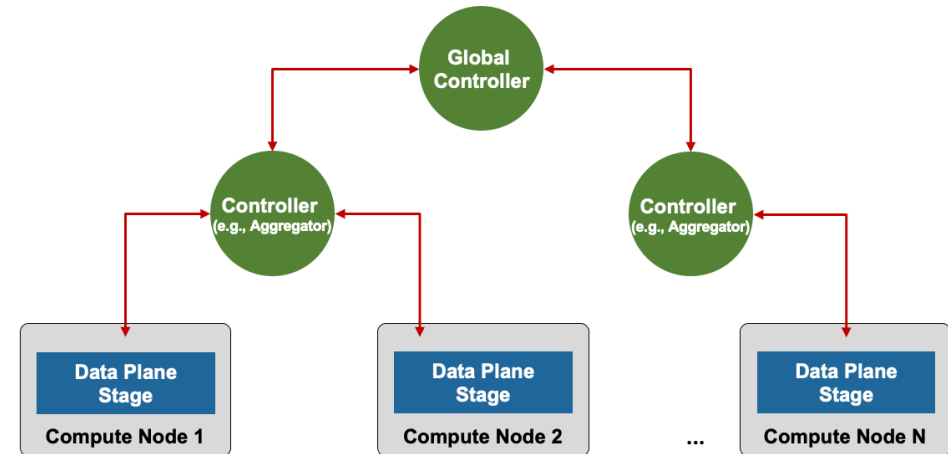 Global
Controller
Controller
(e.g., Aggregator)
Controller
(e.g., Aggregator)
Data Plane
Stage
Compute Node 1
Data Plane
Stage
Compute Node 2
...
Data Plane
Stage
Compute Node N